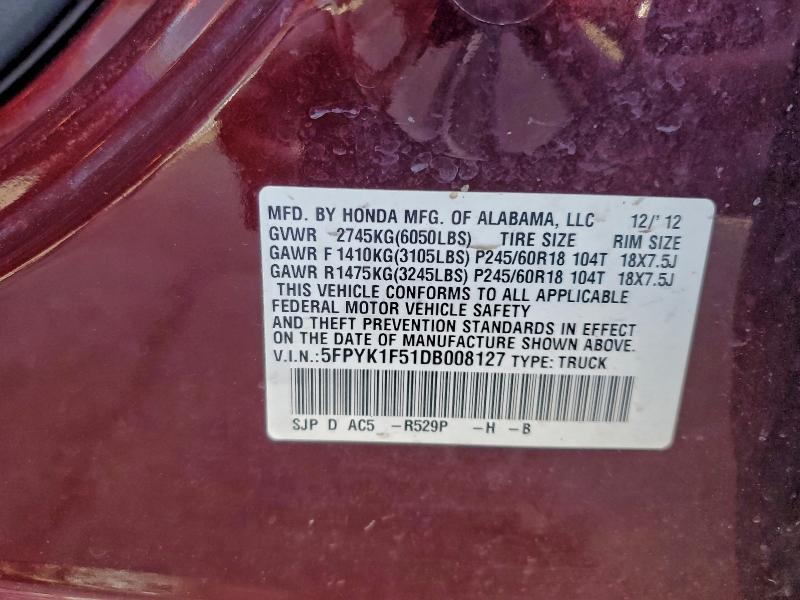 MFD. BY HONDA MFG. OF ALABAMA, LLC 12/'12
GVWR 2745KG(6050LBS) TIRE SIZE RIM SIZE
GAWR F 1410KG(3105LBS) P245/60R18 104T 18X7.5J
GAWR R1475KG(3245LBS) P245/60R18 104T 18X7.5J
THIS VEHICLE CONFORMS TO ALL APPLICABLE
FEDERAL MOTOR VEHICLE SAFETY
AND THEFT PREVENTION STANDARDS IN EFFECT
ON THE DATE OF MANUFACTURE SHOWN ABOVE.
V.I.N.:5FPYK1F51DB008127 TYPE: TRUCK
SJP D AC5 -R529P -H -B